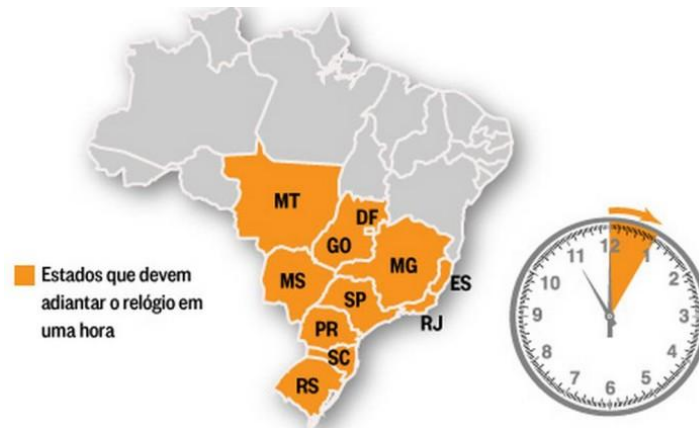 MT
DF
GO
MS
MG
ES
SP
RJ
PR
SC
RS
Estados que devem
adiantar o relógio em
uma hora
12
1
2
3
4
5
6
7
8
9
10
11